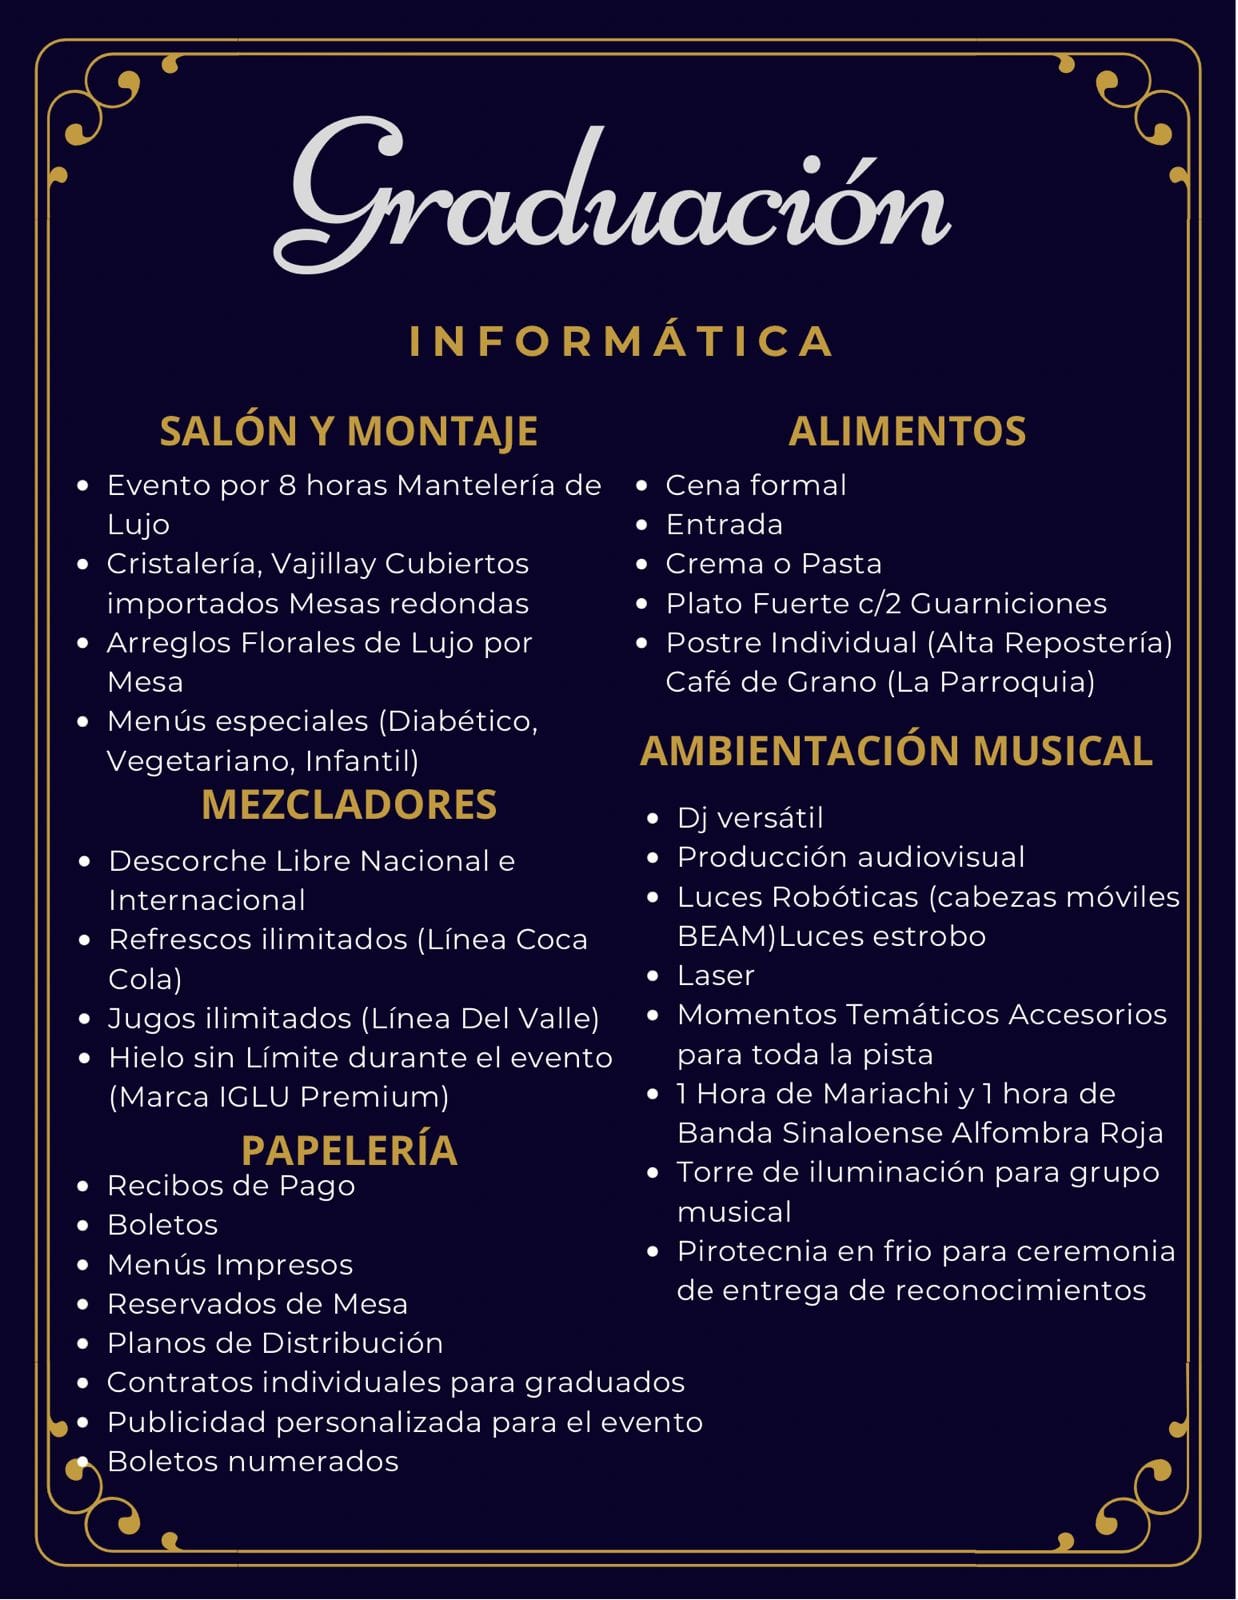 Graduación
INFORMÁTICA
SALÓN Y MONTAJE
Evento por 8 horas Mantelería de
Lujo
Cristalería, Vajillay Cubiertos
importados Mesas redondas
Arreglos Florales de Lujo por
Mesa
Menús especiales (Diabético,
Vegetariano, Infantil)
MEZCLADORES
Descorche Libre Nacional e
Internacional
Refrescos ilimitados (Línea Coca
Cola)
Jugos ilimitados (Línea Del Valle)
Hielo sin Límite durante el evento
(Marca IGLU Premium)
PAPELERÍA
Recibos de Pago
Boletos
Menús Impresos
Reservados de Mesa
Planos de Distribución
Contratos individuales para graduados
Publicidad personalizada para el evento
Boletos numerados
ALIMENTOS
Cena formal
Entrada
Crema o Pasta
Plato Fuerte c/2 Guarniciones
Postre Individual (Alta Repostería)
Café de Grano (La Parroquia)
AMBIENTACIÓN MUSICAL
Dj versátil
Producción audiovisual
Luces Robóticas (cabezas móviles
BEAM)Luces estrobo
Laser
Momentos Temáticos Accesorios
para toda la pista
1 Hora de Mariachi y 1 hora de
Banda Sinaloense Alfombra Roja
Torre de iluminación para grupo
musical
Pirotecnia en frio para ceremonia
de entrega de reconocimientos